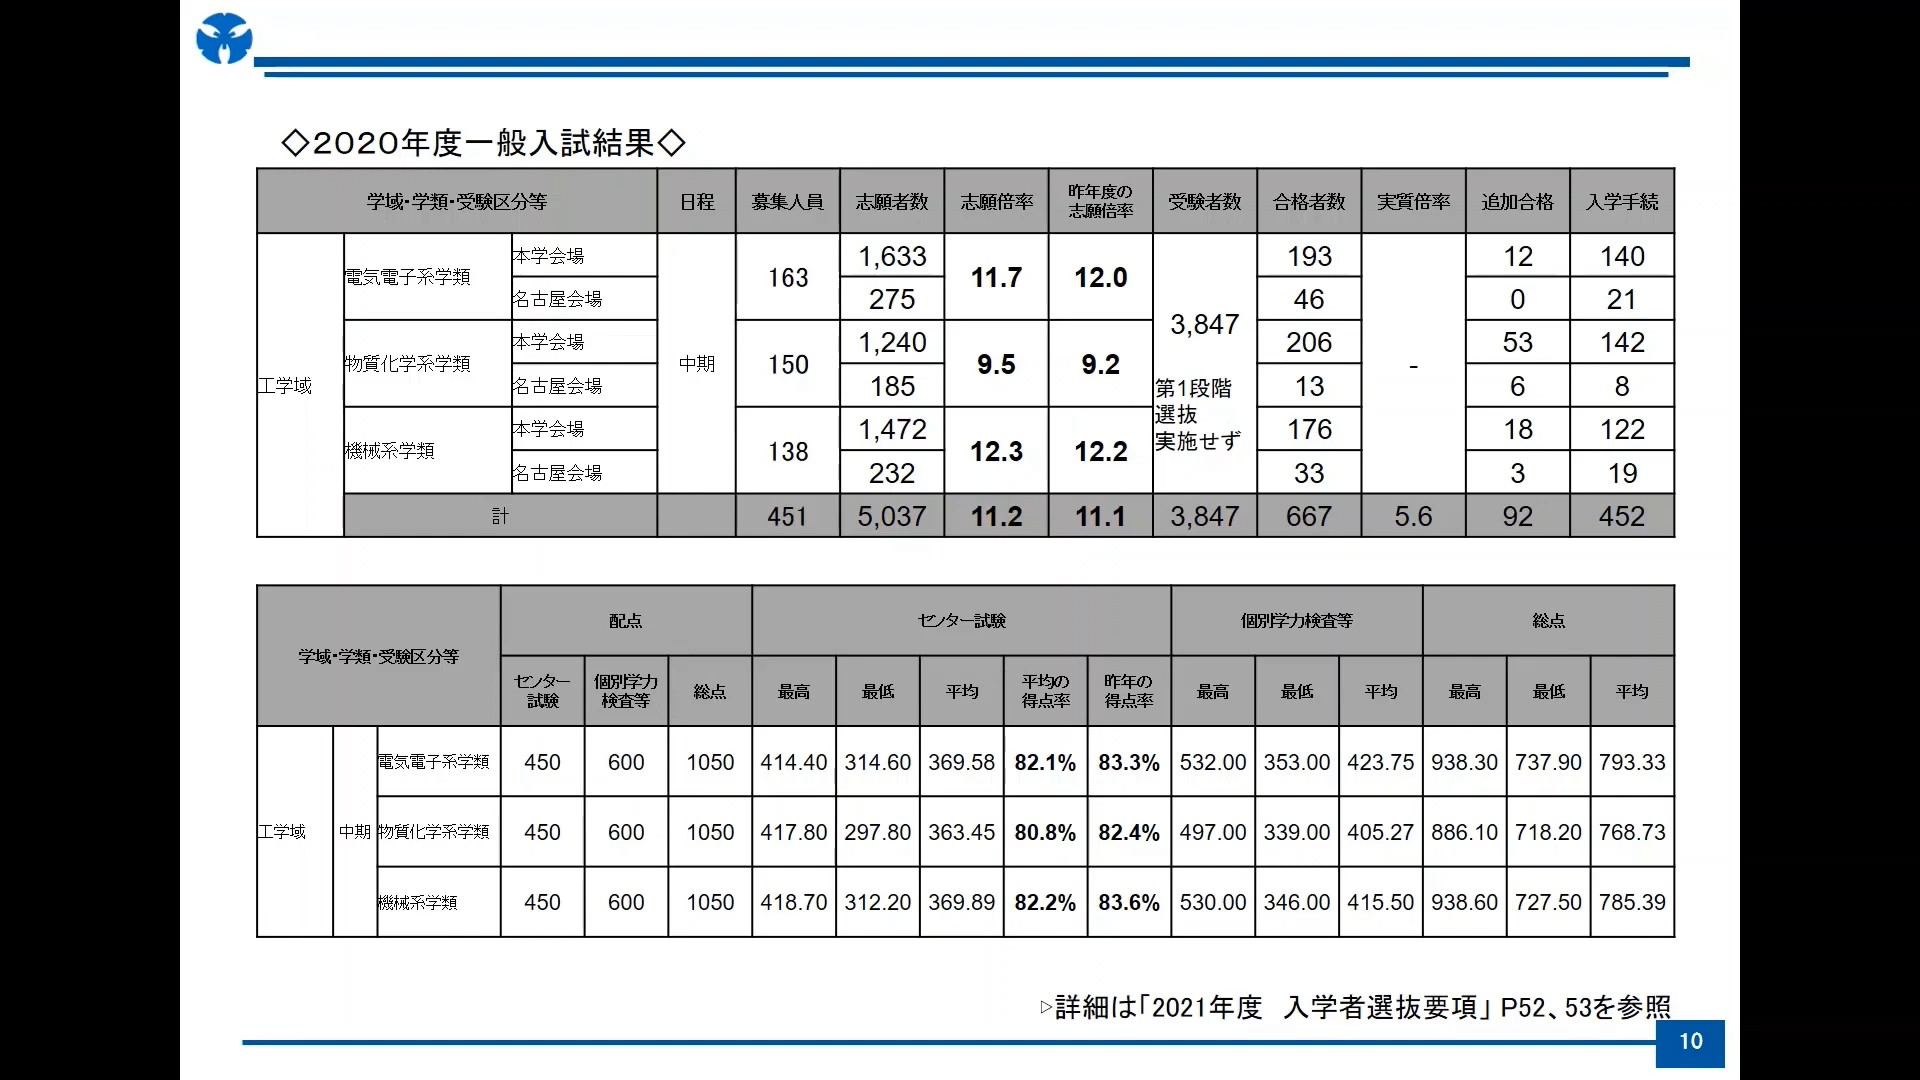 ◇２０２０年度一般入試結果◇
学域・学類・受験区分等 日程 募集人員 志願者数 志願倍率 昨年度の志願倍率 受験者数 合格者数 実質倍率 追加合格 入学手続
工学域 電気電子系学類 本学会場 中期 163 1,633 11.7 12.0 3,847 第1段階選抜実施せず 193 - 12 140
名古屋会場 275 46 0 21
物質化学系学類 本学会場 150 1,240 9.5 9.2 206 53 142
名古屋会場 185 13 6 8
機械系学類 本学会場 138 1,472 12.3 12.2 176 18 122
名古屋会場 232 33 3 19
計 451 5,037 11.2 11.1 3,847 667 5.6 92 452
学域・学類・受験区分等 配点 センター試験 個別学力検査等 総点
センター試験 個別学力検査等 総点 最高 最低 平均 平均の得点率 昨年の得点率 最高 最低 平均 最高 最低 平均
工学域 中期 電気電子系学類 450 600 1050 414.40 314.60 369.58 82.1% 83.3% 532.00 353.00 423.75 938.30 737.90 793.33
物質化学系学類 450 600 1050 417.80 297.80 363.45 80.8% 82.4% 497.00 339.00 405.27 886.10 718.20 768.73
機械系学類 450 600 1050 418.70 312.20 369.89 82.2% 83.6% 530.00 346.00 415.50 938.60 727.50 785.39
▷詳細は「2021年度　入学者選抜要項」 P52、53を参照
10